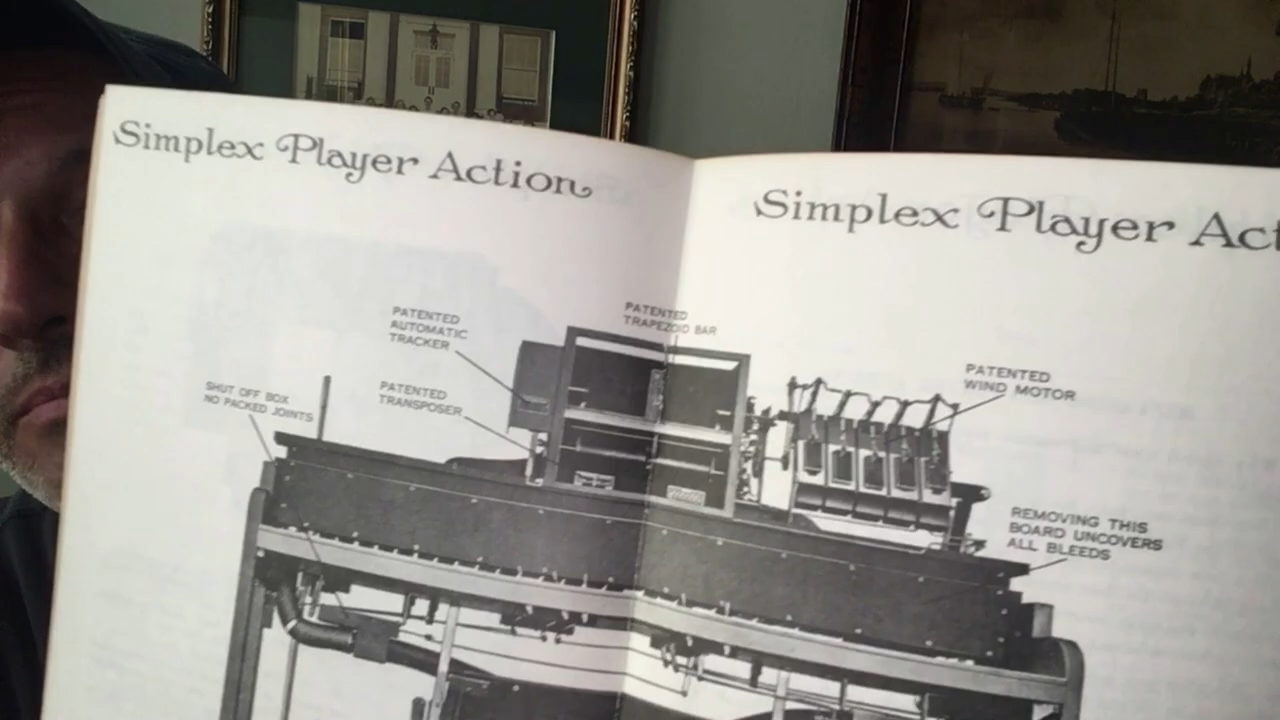 Simplex Player Action
Simplex Player Act
PATENTED
AUTOMATIC
TRACKER
PATENTED
TRAPEZOID BAR
PATENTED
WIND MOTOR
SHUT OFF BOX
NO PACKED JOINTS
PATENTED
TRANSPOSER
REMOVING THIS
BOARD UNCOVERS
ALL BLEEDS